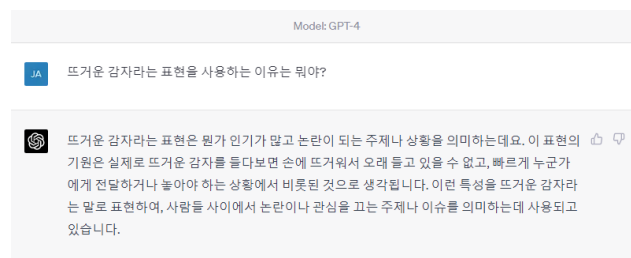 Model: GPT-4
JA
뜨거운 감자라는 표현을 사용하는 이유는 뭐야?
뜨거운 감자라는 표현은 뭔가 인기가 많고 논란이 되는 주제나 상황을 의미하는데요. 이 표현의
기원은 실제로 뜨거운 감자를 들다보면 손에 뜨거워서 오래 들고 있을 수 없고, 빠르게 누군가
에게 전달하거나 놓아야 하는 상황에서 비롯된 것으로 생각됩니다. 이런 특성을 뜨거운 감자라
는 말로 표현하여, 사람들 사이에서 논란이나 관심을 끄는 주제나 이슈를 의미하는데 사용되고
있습니다.